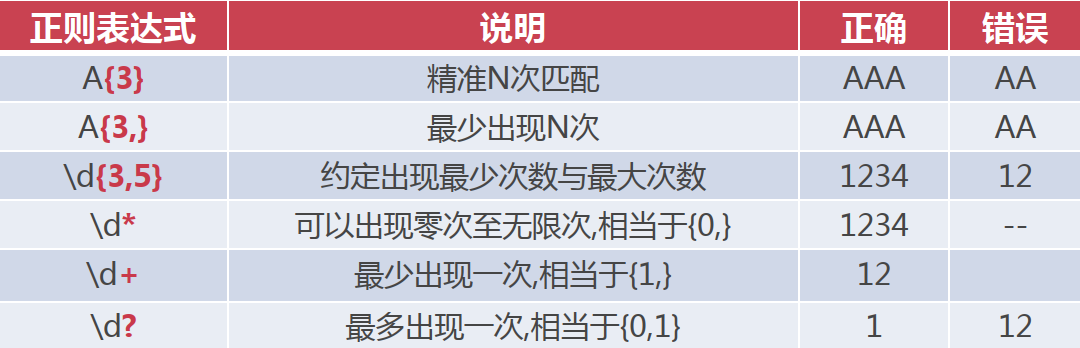 正则表达式 说明 正确 错误
A{3} 精准N次匹配 AAA AA
A{3,} 最少出现N次 AAA AA
\d{3,5} 约定出现最少次数与最大次数 1234 12
\d* 可以出现零次至无限次,相当于{0,} 1234 --
\d+ 最少出现一次,相当于{1,} 12
\d? 最多出现一次,相当于{0,1} 1 12